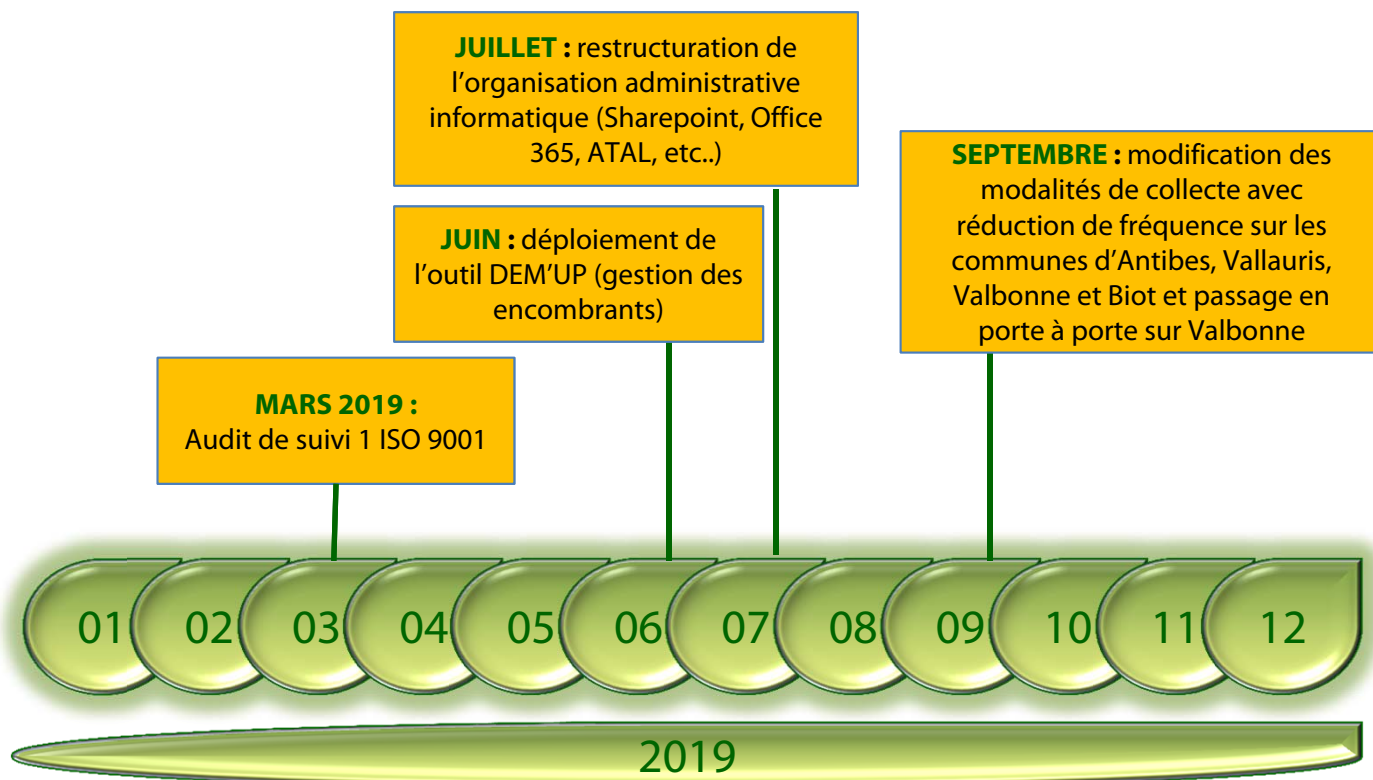 JUILLET : restructuration de
l’organisation administrative
informatique (Sharepoint, Office
365, ATAL, etc..)
SEPTEMBRE : modification des
modalités de collecte avec
réduction de fréquence sur les
communes d’Antibes, Vallauris,
Valbonne et Biot et passage en
porte à porte sur Valbonne
JUIN : déploiement de
l’outil DEM’UP (gestion des
encombrants)
MARS 2019 :
Audit de suivi 1 ISO 9001
01 02 03 04 05 06 07 08 09 10 11 12
2019